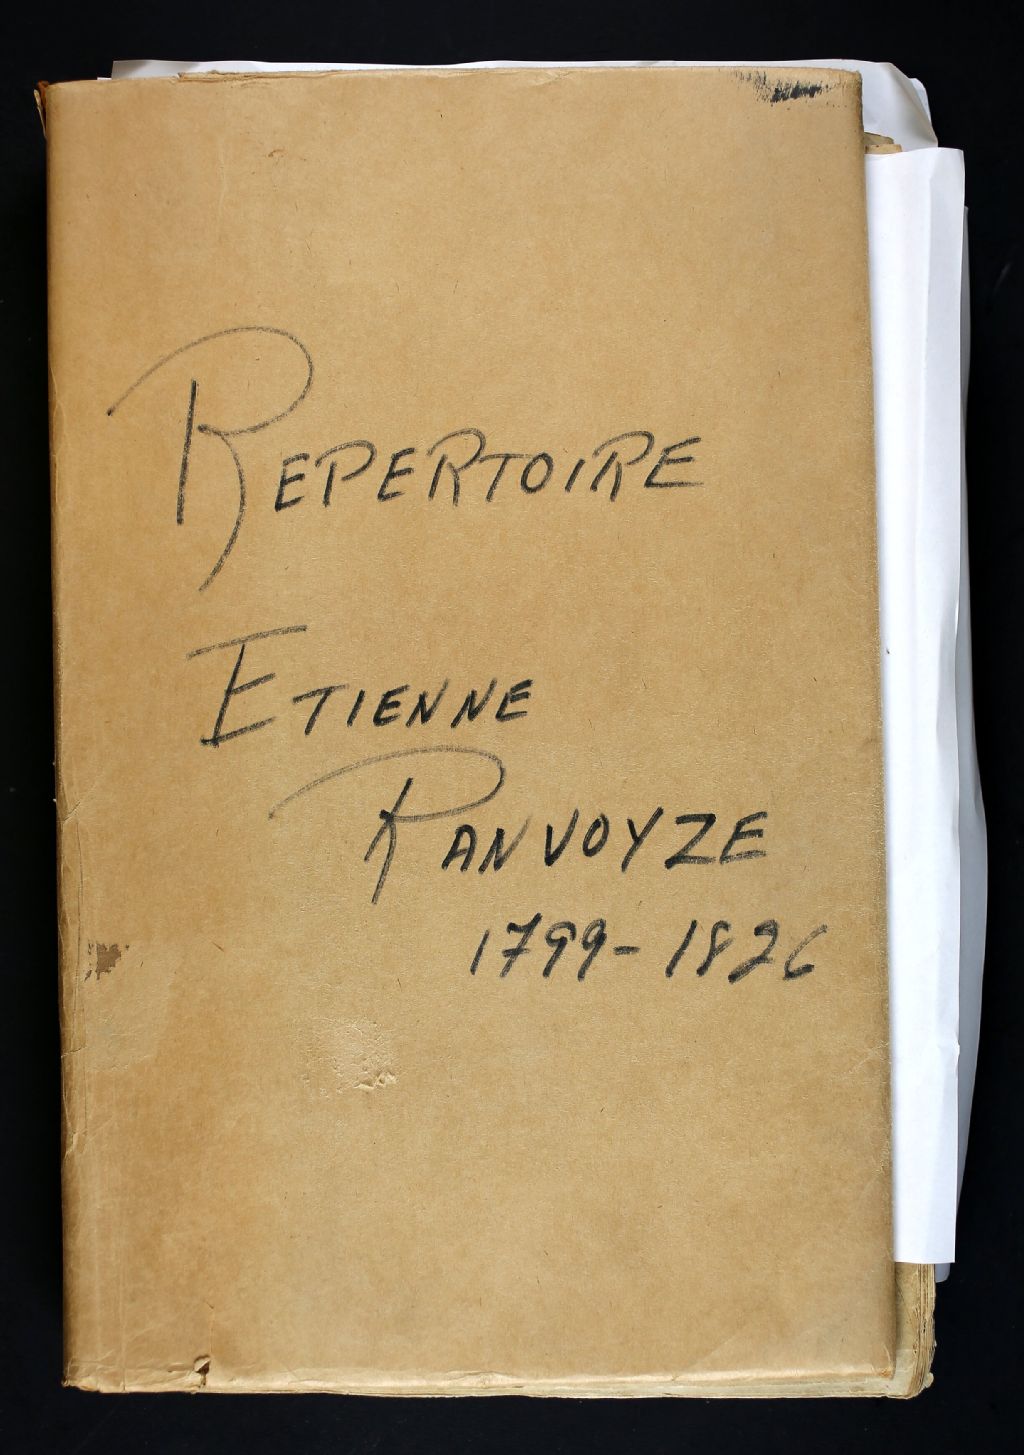 REPERTOIRE
ETIENNE
RANVOYZE
1799-1826